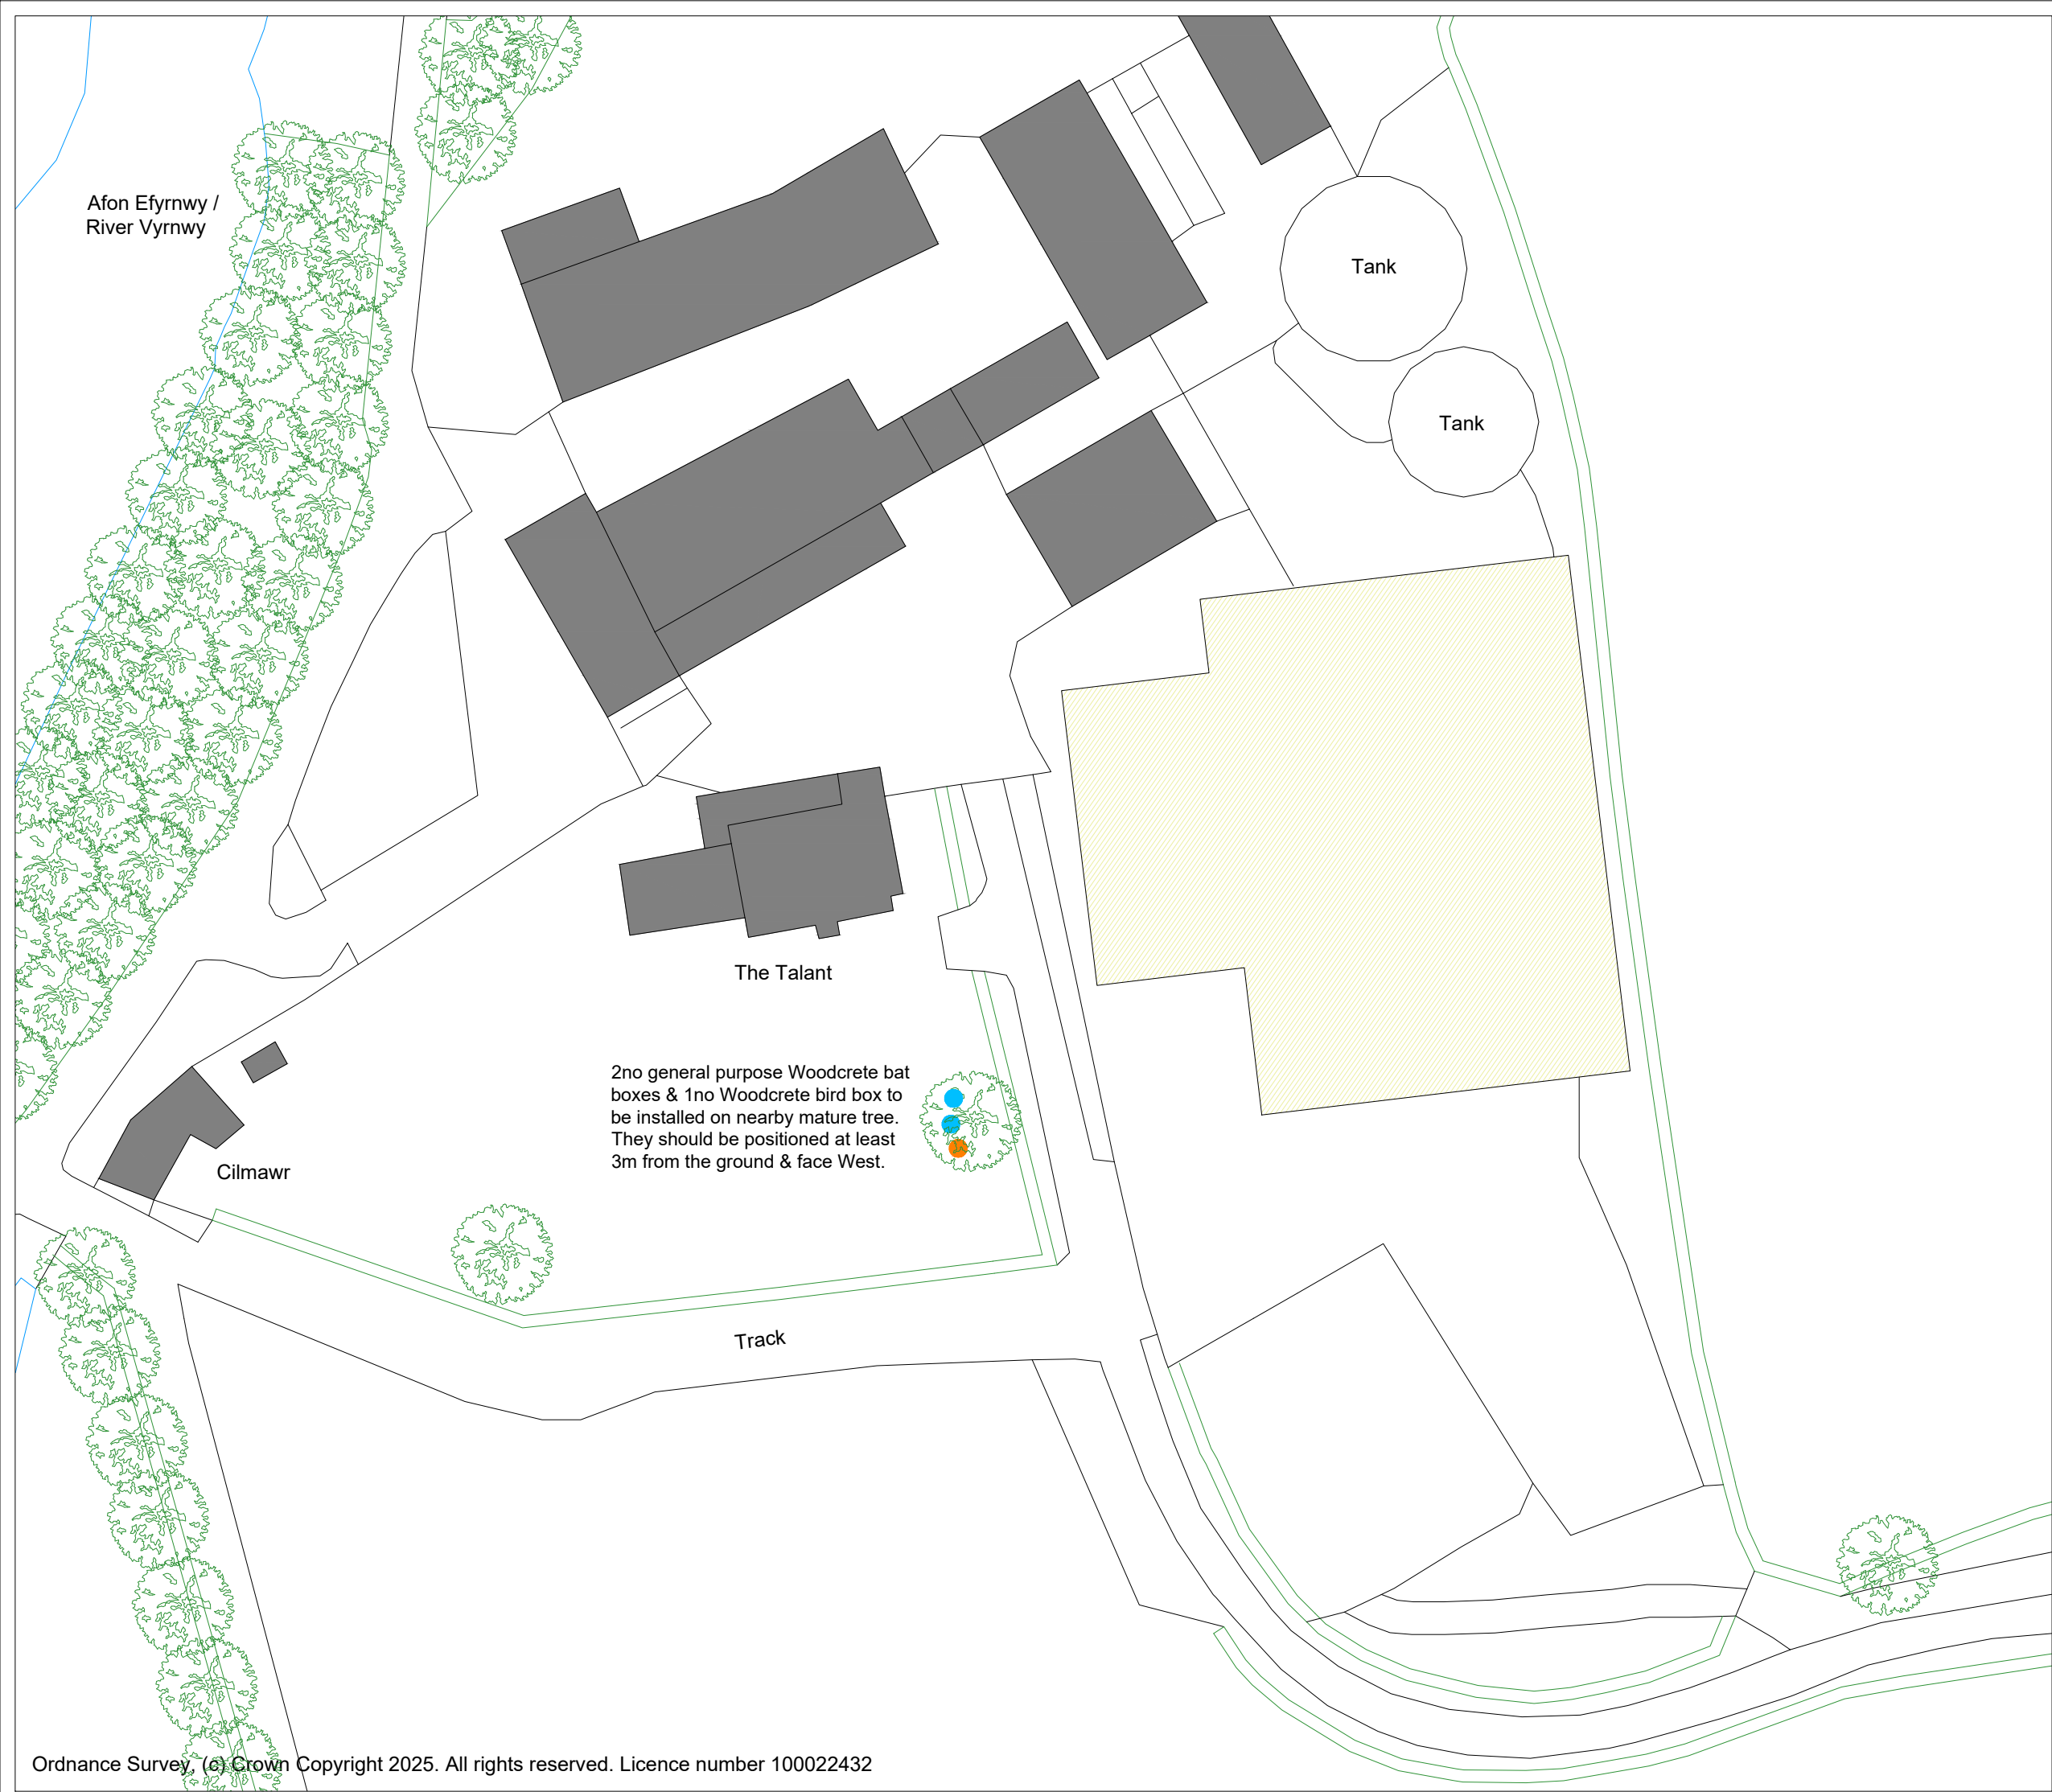 Afon Efyrnwy /
River Vyrnwy
Tank
Tank
The Talant
2no general purpose Woodcrete bat
boxes & 1no Woodcrete bird box to
be installed on nearby mature tree.
They should be positioned at least
3m from the ground & face West.
Cilmawr
Track
Ordnance Survey, (c) Crown Copyright 2025. All rights reserved. Licence number 100022432